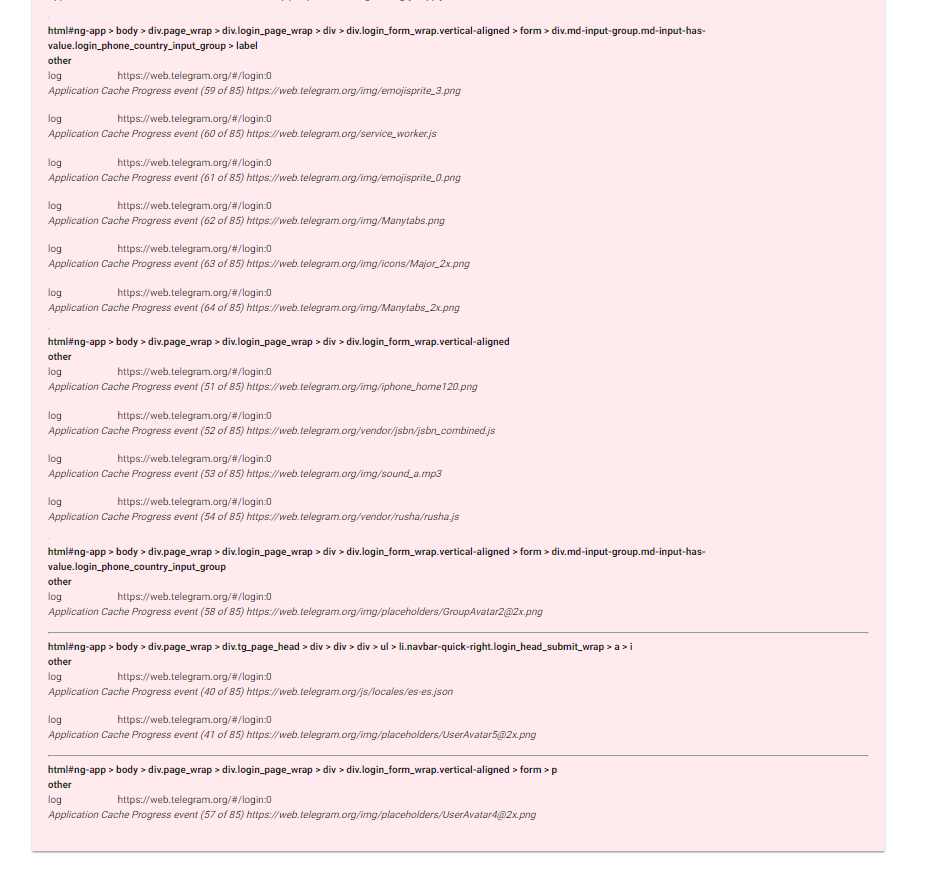 html#ng-app > body > div.page_wrap > div.login_page_wrap > div > div.login_form_wrap.vertical-aligned > form > div.md-input-group.md-input-has-
value.login_phone_country_input_group > label
other
log https://web.telegram.org/#/login:0
Application Cache Progress event (59 of 85) https://web.telegram.org/img/emojisprite_3.png
log https://web.telegram.org/#/login:0
Application Cache Progress event (60 of 85) https://web.telegram.org/service_worker.js
log https://web.telegram.org/#/login:0
Application Cache Progress event (61 of 85) https://web.telegram.org/img/emojisprite_0.png
log https://web.telegram.org/#/login:0
Application Cache Progress event (62 of 85) https://web.telegram.org/img/Manytabs.png
log https://web.telegram.org/#/login:0
Application Cache Progress event (63 of 85) https://web.telegram.org/img/icons/Major_2x.png
log https://web.telegram.org/#/login:0
Application Cache Progress event (64 of 85) https://web.telegram.org/img/Manytabs_2x.png
html#ng-app > body > div.page_wrap > div.login_page_wrap > div > div.login_form_wrap.vertical-aligned
other
log https://web.telegram.org/#/login:0
Application Cache Progress event (51 of 85) https://web.telegram.org/img/iphone_home120.png
log https://web.telegram.org/#/login:0
Application Cache Progress event (52 of 85) https://web.telegram.org/vendor/jsbn/jsbn_combined.js
log https://web.telegram.org/#/login:0
Application Cache Progress event (53 of 85) https://web.telegram.org/img/sound_a.mp3
log https://web.telegram.org/#/login:0
Application Cache Progress event (54 of 85) https://web.telegram.org/vendor/rusha/rusha.js
html#ng-app > body > div.page_wrap > div.login_page_wrap > div > div.login_form_wrap.vertical-aligned > form > div.md-input-group.md-input-has-
value.login_phone_country_input_group
other
log https://web.telegram.org/#/login:0
Application Cache Progress event (58 of 85) https://web.telegram.org/img/placeholders/GroupAvatar2@2x.png
html#ng-app > body > div.page_wrap > div.tg_page_head > div > div > div > ul > li.navbar-quick-right.login_head_submit_wrap > a > i
other
log https://web.telegram.org/#/login:0
Application Cache Progress event (40 of 85) https://web.telegram.org/js/locales/es-es.json
log https://web.telegram.org/#/login:0
Application Cache Progress event (41 of 85) https://web.telegram.org/img/placeholders/UserAvatar5@2x.png
html#ng-app > body > div.page_wrap > div.login_page_wrap > div > div.login_form_wrap.vertical-aligned > form > p
other
log https://web.telegram.org/#/login:0
Application Cache Progress event (57 of 85) https://web.telegram.org/img/placeholders/UserAvatar4@2x.png